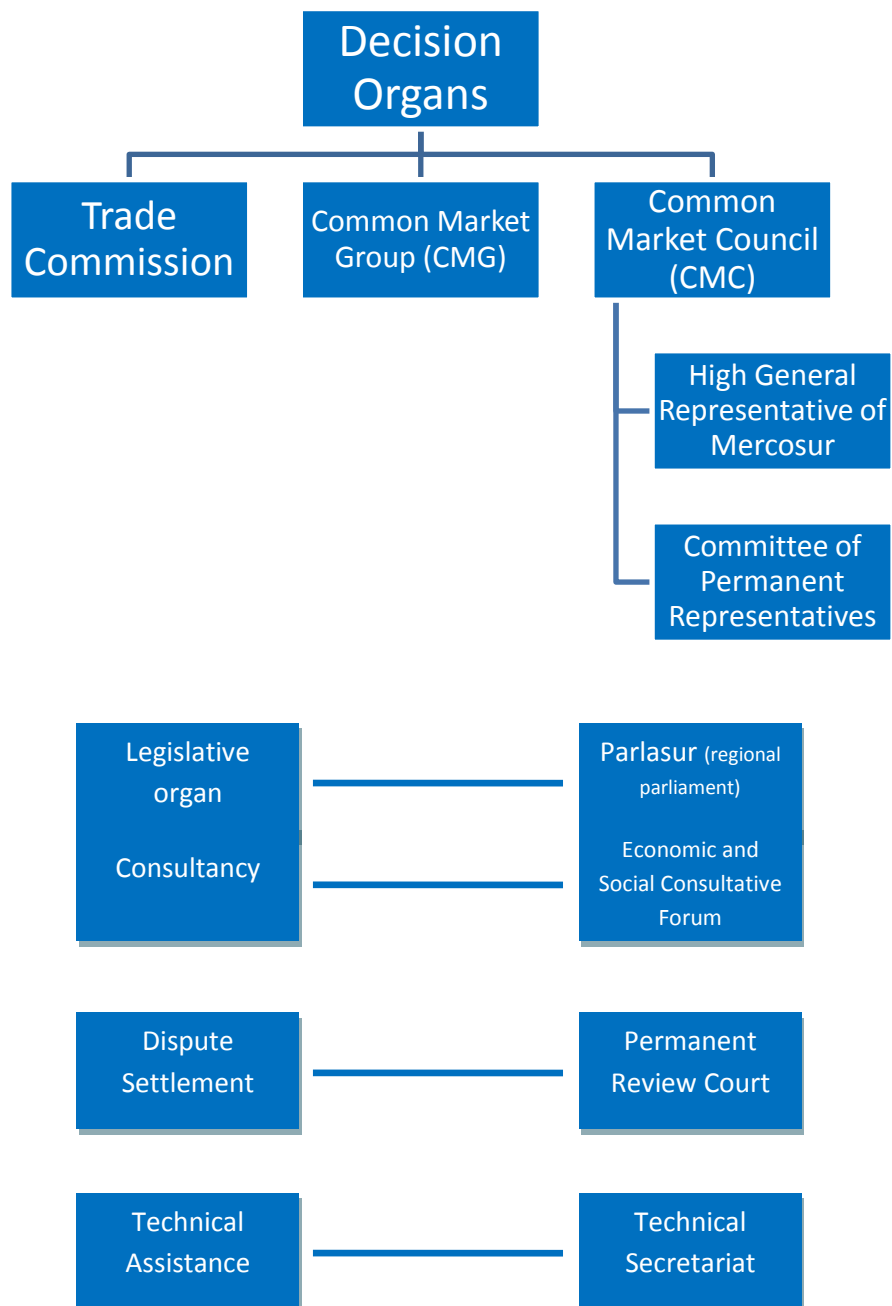 Decision
Organs
Trade
Commission
Common Market
Group (CMG)
Common
Market Council
(CMC)
High General
Representative of
Mercosur
Committee of
Permanent
Representatives
Legislative
organ
Parlasur (regional
parliament)
Consultancy
Economic and
Social Consultative
Forum
Dispute
Settlement
Permanent
Review Court
Technical
Assistance
Technical
Secretariat